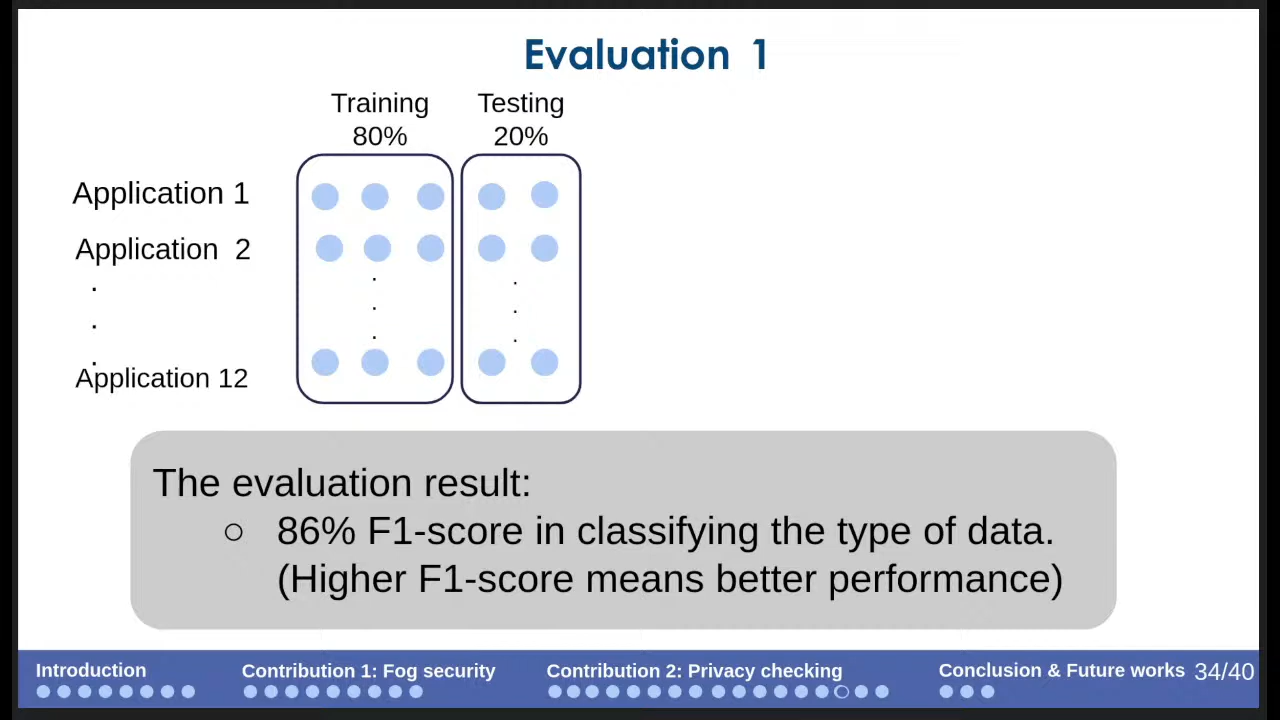 Evaluation 1
Training Testing
80% 20%
Application 1
Application 2
.
.
.
Application 12
The evaluation result:
○ 86% F1-score in classifying the type of data.
(Higher F1-score means better performance)
Introduction Contribution 1: Fog security Contribution 2: Privacy checking Conclusion & Future works 34/40